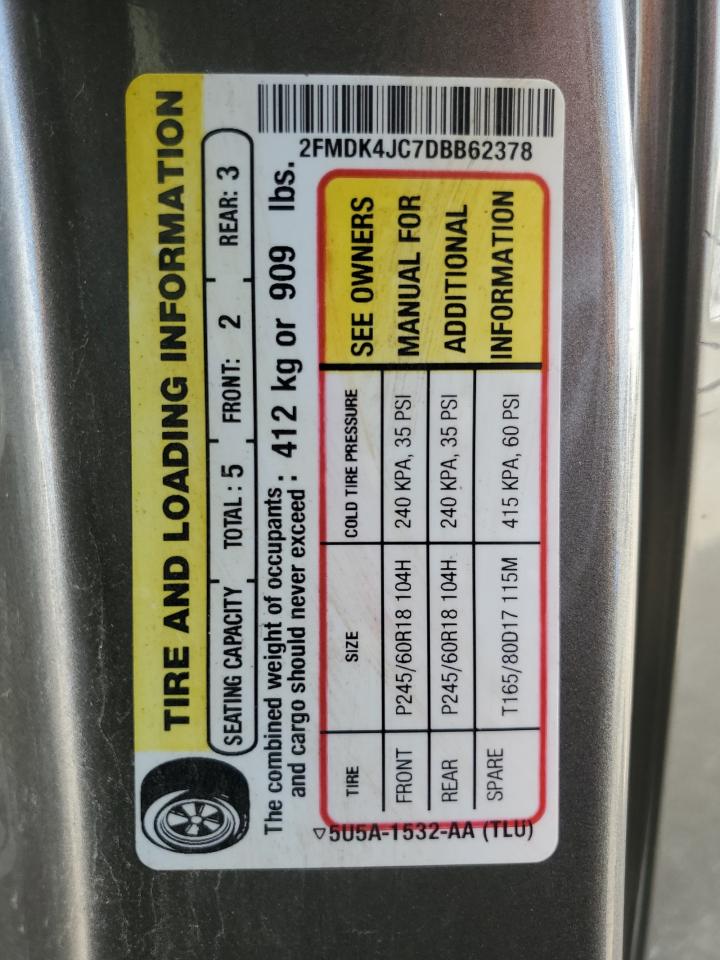 TIRE AND LOADING INFORMATION
SEATING CAPACITY TOTAL: 5 FRONT: 2 REAR: 3
The combined weight of occupants
and cargo should never exceed : 412 kg or 909 lbs.
TIRE SIZE COLD TIRE PRESSURE
FRONT P245/60R18 104H 240 KPA, 35 PSI
REAR P245/60R18 104H 240 KPA, 35 PSI
SPARE T165/80D17 115M 415 KPA, 60 PSI
SEE OWNERS
MANUAL FOR
ADDITIONAL
INFORMATION
2FMDK4JC7DBB62378
▽5U5A-1532-AA (TLU)